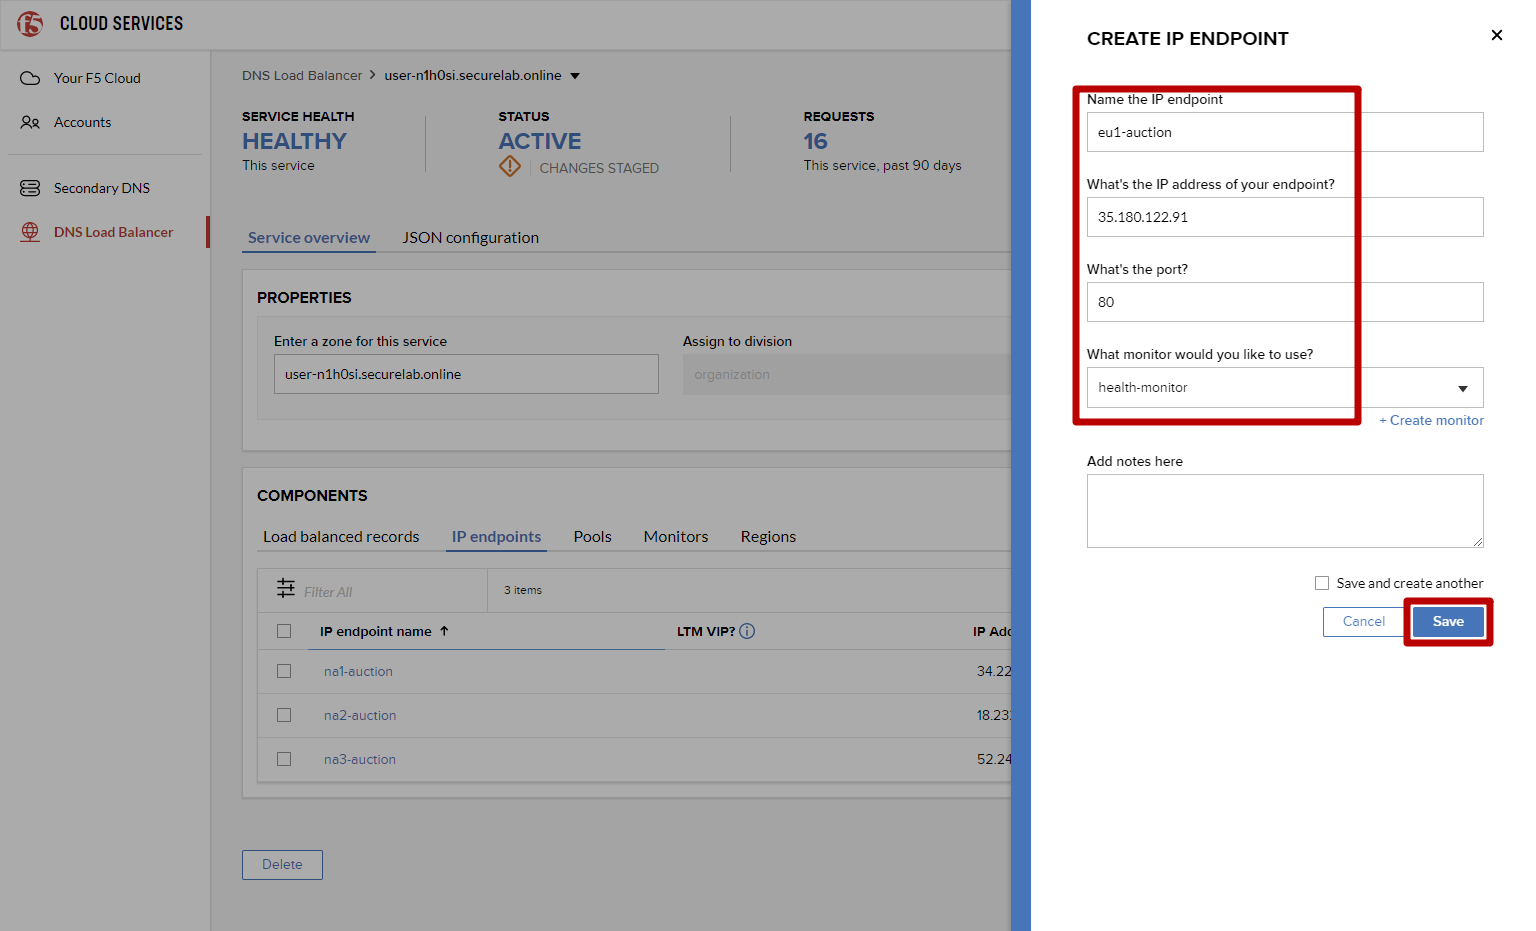 f5 CLOUD SERVICES
Your F5 Cloud
Accounts
Secondary DNS
DNS Load Balancer
DNS Load Balancer > user-n1h0si.securelab.online
SERVICE HEALTH
HEALTHY
This service
STATUS
ACTIVE
CHANGES STAGED
REQUESTS
16
This service, past 90 days
Service overview JSON configuration
PROPERTIES
Enter a zone for this service
user-n1h0si.securelab.online
Assign to division
organization
COMPONENTS
Load balanced records IP endpoints Pools Monitors Regions
Filter All 3 items
IP endpoint name ↑ LTM VIP? IP Add
na1-auction 34.22
na2-auction 18.23
na3-auction 52.24
Delete
CREATE IP ENDPOINT
Name the IP endpoint
eu1-auction
What's the IP address of your endpoint?
35.180.122.91
What's the port?
80
What monitor would you like to use?
health-monitor
+ Create monitor
Add notes here
Save and create another
Cancel Save